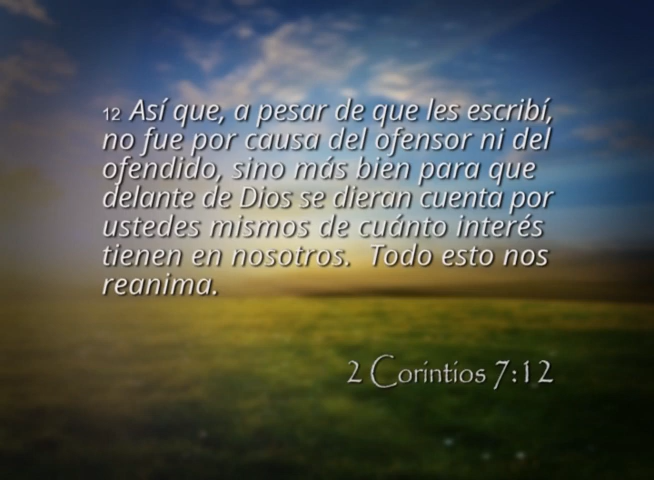 12 Así que, a pesar de que les escribí,
no fue por causa del ofensor ni del
ofendido, sino más bien para que
delante de Dios se dieran cuenta por
ustedes mismos de cuánto interés
tienen en nosotros.  Todo esto nos
reanima.
2 Corintios 7:12